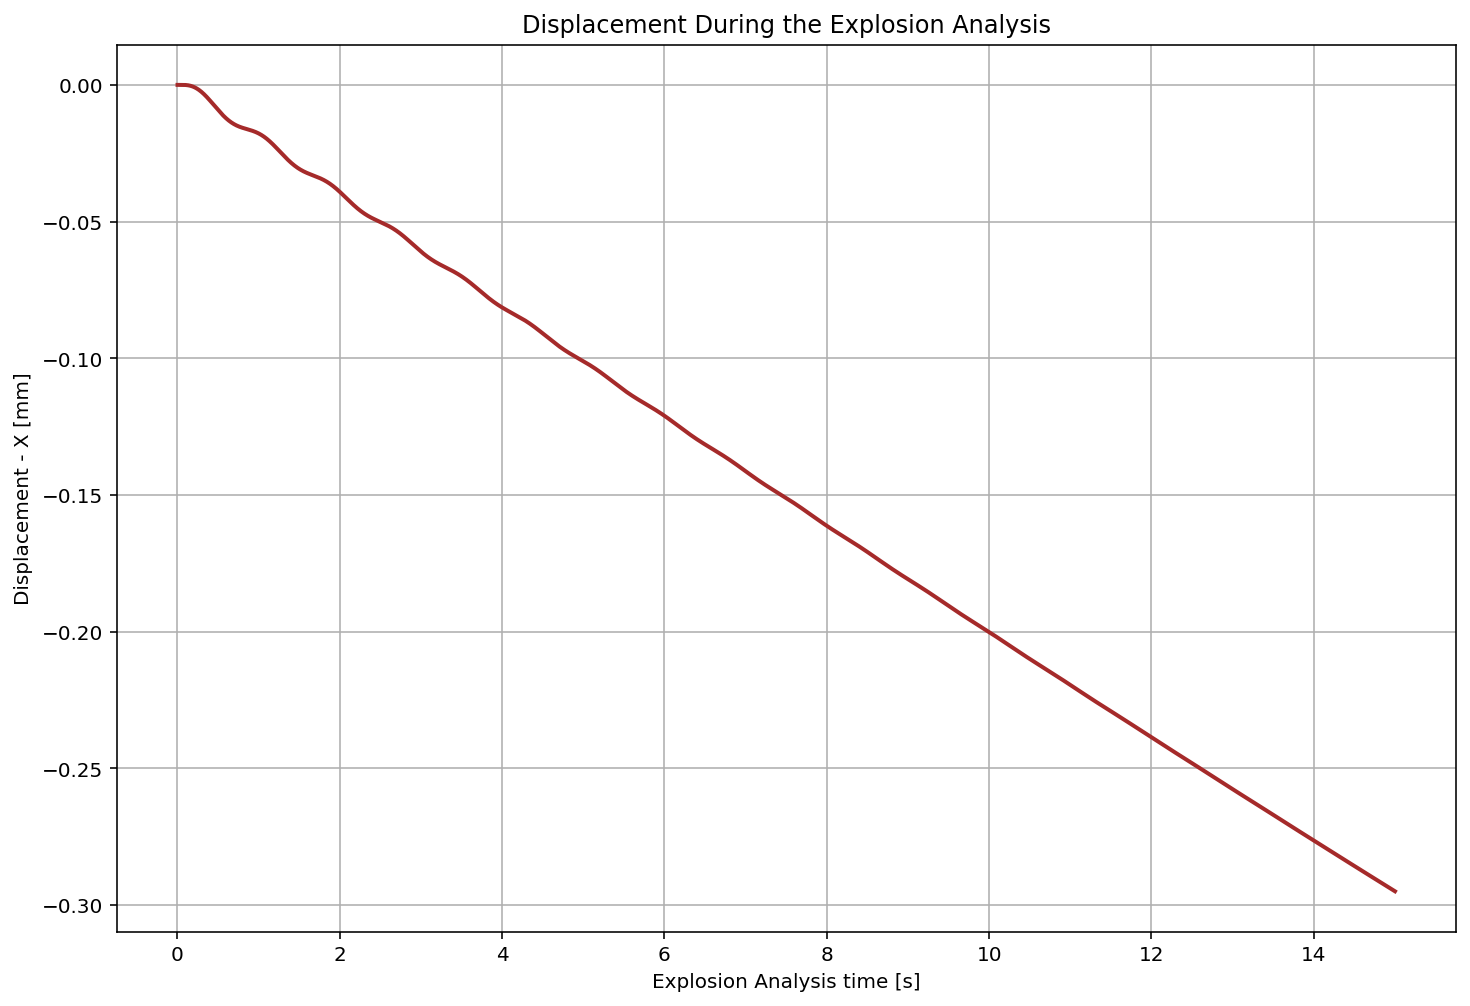 Displacement During the Explosion Analysis
0.00
−0.05
−0.10
−0.15
−0.20
−0.25
−0.30
Displacement - X [mm]
0 2 4 6 8 10 12 14
Explosion Analysis time [s]